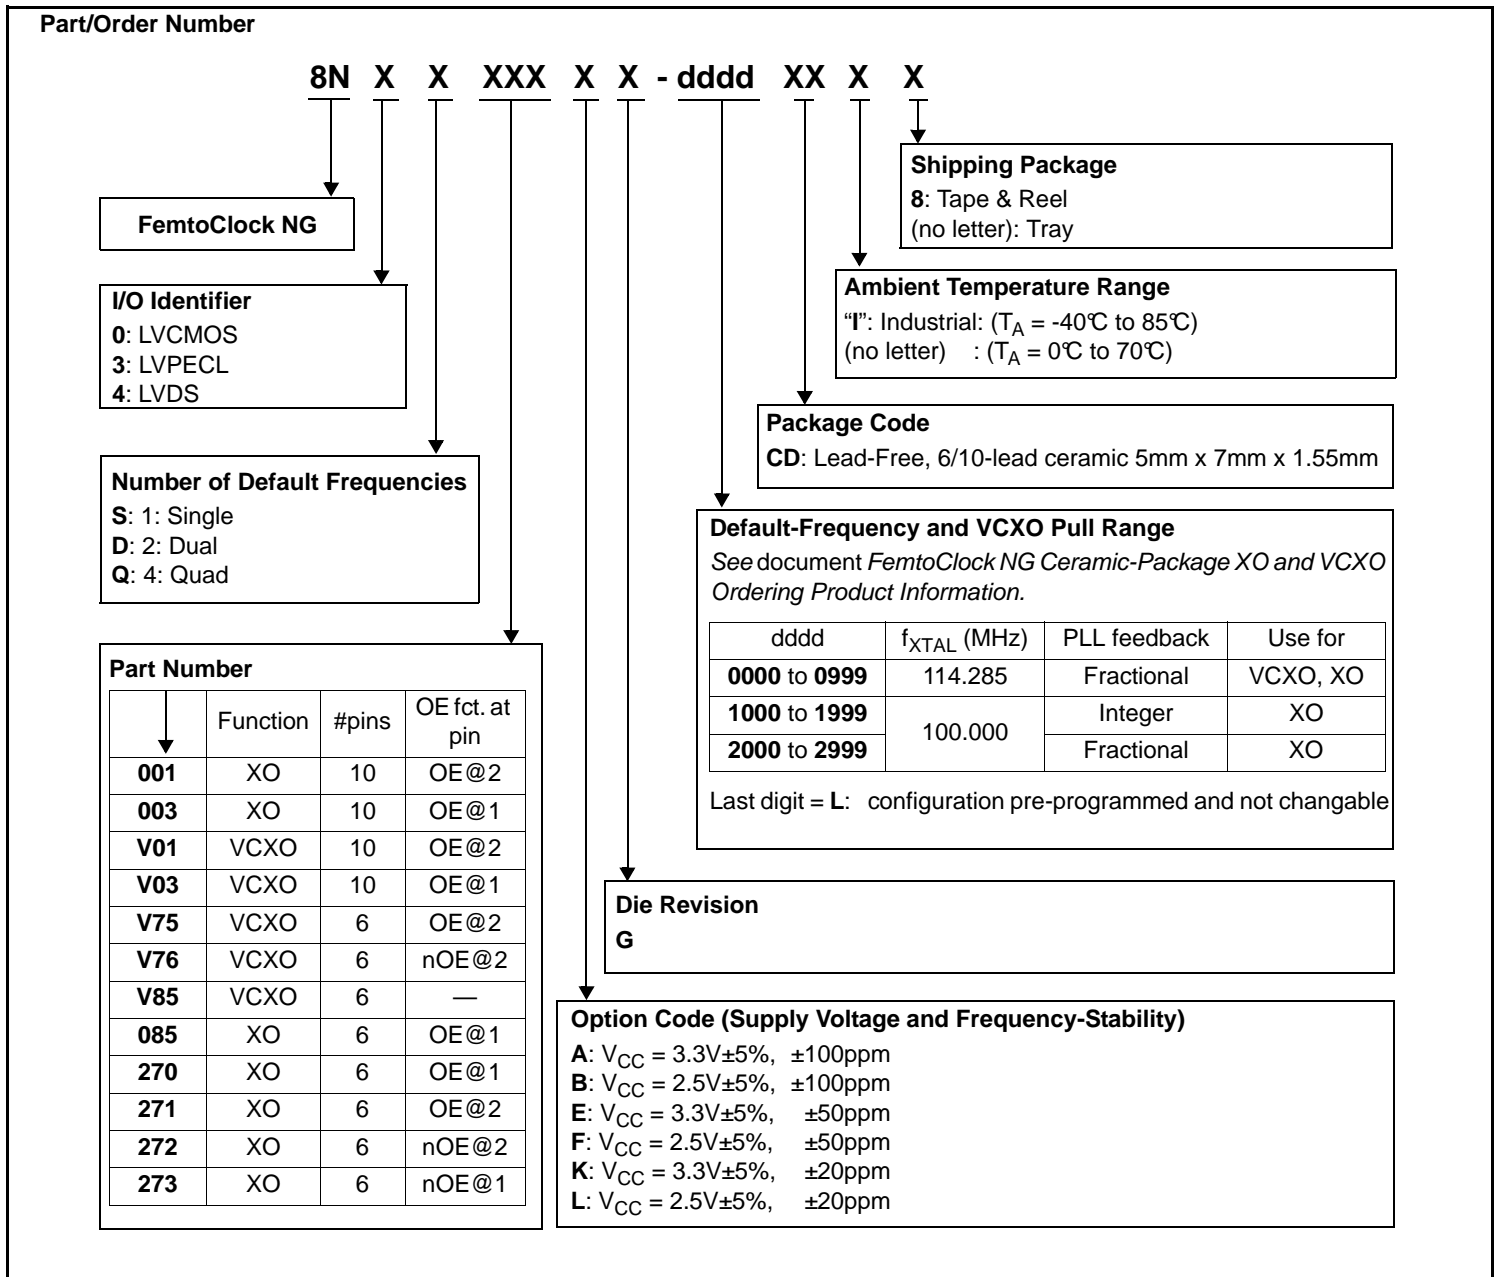 Part/Order Number
8N X X XXX X X - dddd XX X X
Shipping Package
8: Tape & Reel
(no letter): Tray
FemtoClock NG
Ambient Temperature Range
“I”: Industrial: (TA = -40°C to 85°C)
(no letter) : (TA = 0°C to 70°C)
I/O Identifier
0: LVCMOS
3: LVPECL
4: LVDS
Package Code
CD: Lead-Free, 6/10-lead ceramic 5mm x 7mm x 1.55mm
Number of Default Frequencies
S: 1: Single
D: 2: Dual
Q: 4: Quad
Default-Frequency and VCXO Pull Range
See document FemtoClock NG Ceramic-Package XO and VCXO
Ordering Product Information.
dddd fXTAL (MHz) PLL feedback Use for
0000 to 0999 114.285 Fractional VCXO, XO
1000 to 1999 100.000 Integer XO
2000 to 2999 Fractional XO
Last digit = L: configuration pre-programmed and not changable
Part Number
Function #pins OE fct. at pin
001 XO 10 OE@2
003 XO 10 OE@1
V01 VCXO 10 OE@2
V03 VCXO 10 OE@1
V75 VCXO 6 OE@2
V76 VCXO 6 nOE@2
V85 VCXO 6 —
085 XO 6 OE@1
270 XO 6 OE@1
271 XO 6 OE@2
272 XO 6 nOE@2
273 XO 6 nOE@1
Die Revision
G
Option Code (Supply Voltage and Frequency-Stability)
A: VCC = 3.3V±5%, ±100ppm
B: VCC = 2.5V±5%, ±100ppm
E: VCC = 3.3V±5%, ±50ppm
F: VCC = 2.5V±5%, ±50ppm
K: VCC = 3.3V±5%, ±20ppm
L: VCC = 2.5V±5%, ±20ppm